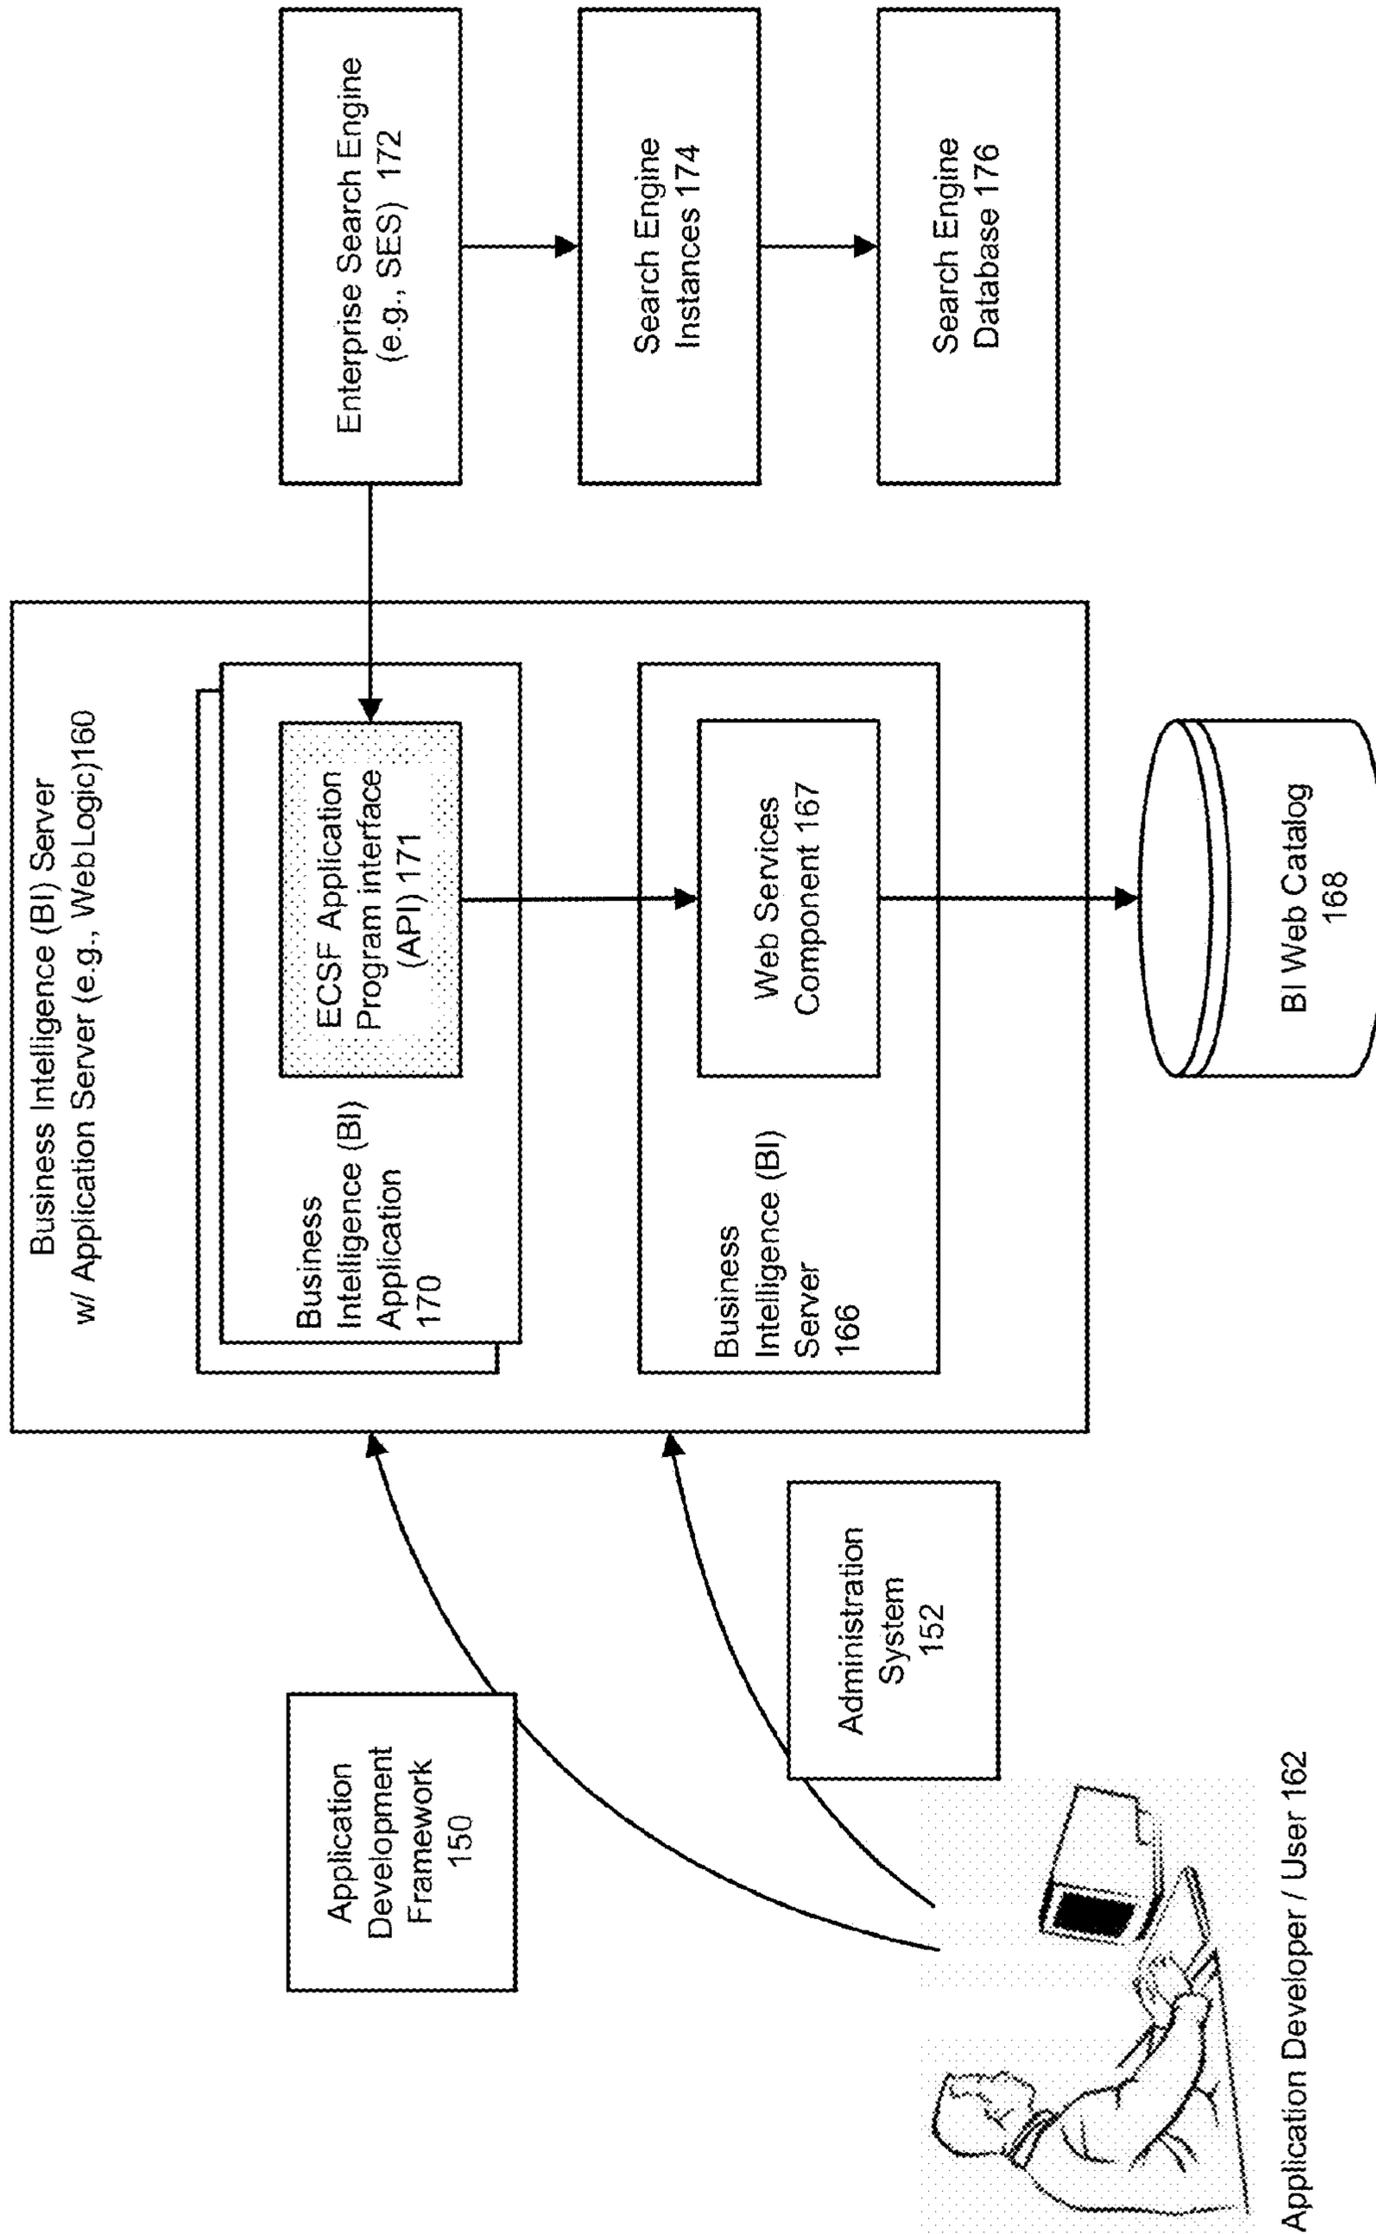 Business Intelligence (BI) Server
w/ Application Server (e.g., WebLogic)160
Application
Development
Framework
150
Business
Intelligence (BI)
Application
170
ECSF Application
Program interface
(API) 171
Enterprise Search Engine
(e.g., SES) 172
Search Engine
Instances 174
Search Engine
Database 176
Administration
System
152
Business
Intelligence (BI)
Server
166
Web Services
Component 167
BI Web Catalog
168
Application Developer / User 162